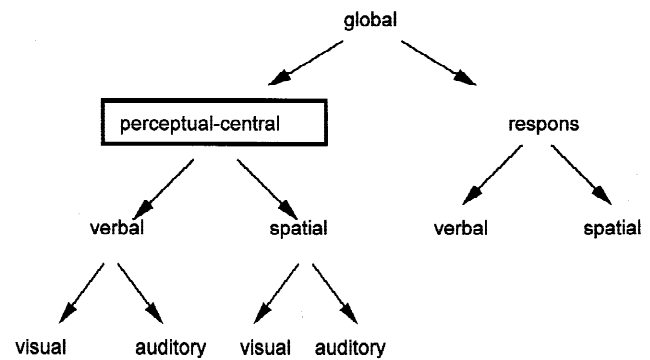 global
perceptual-central respons
verbal spatial verbal spatial
visual auditory visual auditory